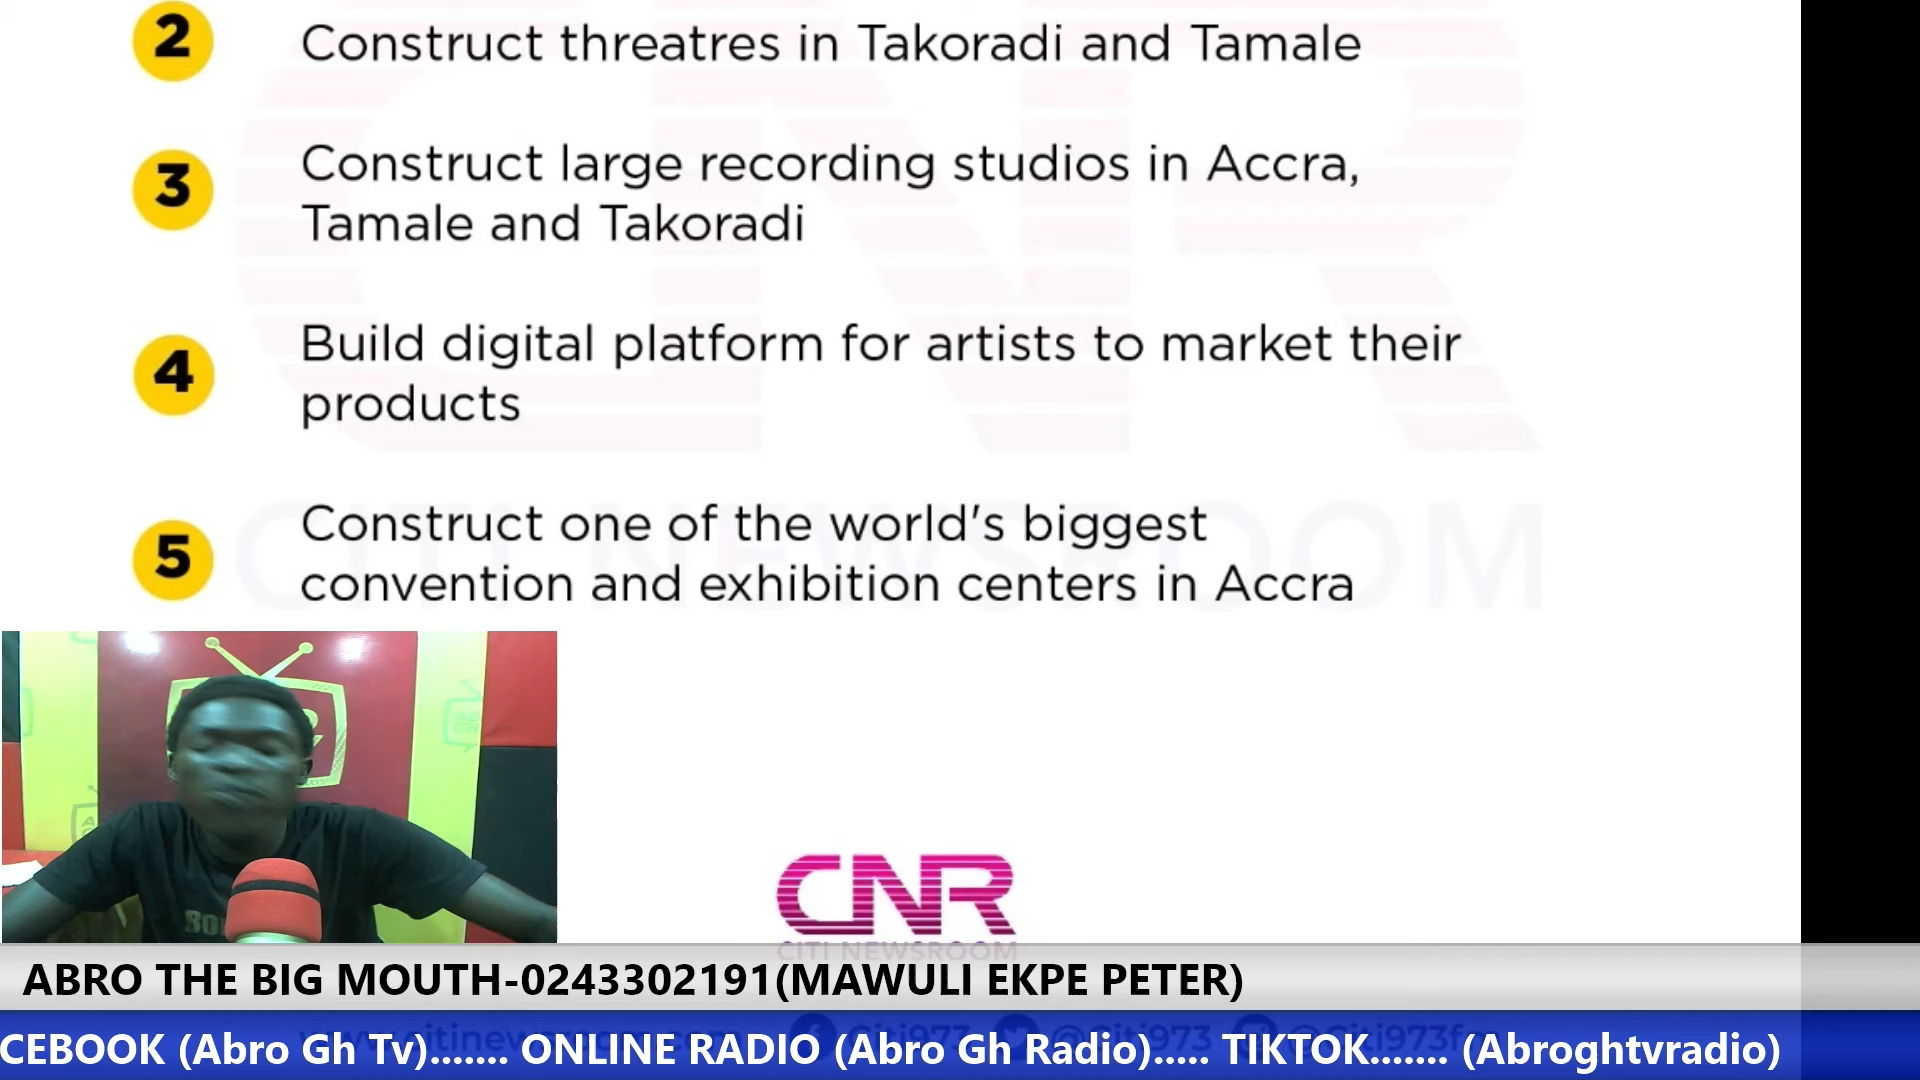 2
Construct threatres in Takoradi and Tamale
3
Construct large recording studios in Accra,
Tamale and Takoradi
4
Build digital platform for artists to market their
products
5
Construct one of the world's biggest
convention and exhibition centers in Accra
CNR
CITI NEWSROOM
CNR
CITI NEWSROOM
ABRO THE BIG MOUTH-0243302191(MAWULI EKPE PETER)
CEBOOK (Abro Gh Tv)....... ONLINE RADIO (Abro Gh Radio)..... TIKTOK....... (Abroghtvradio)